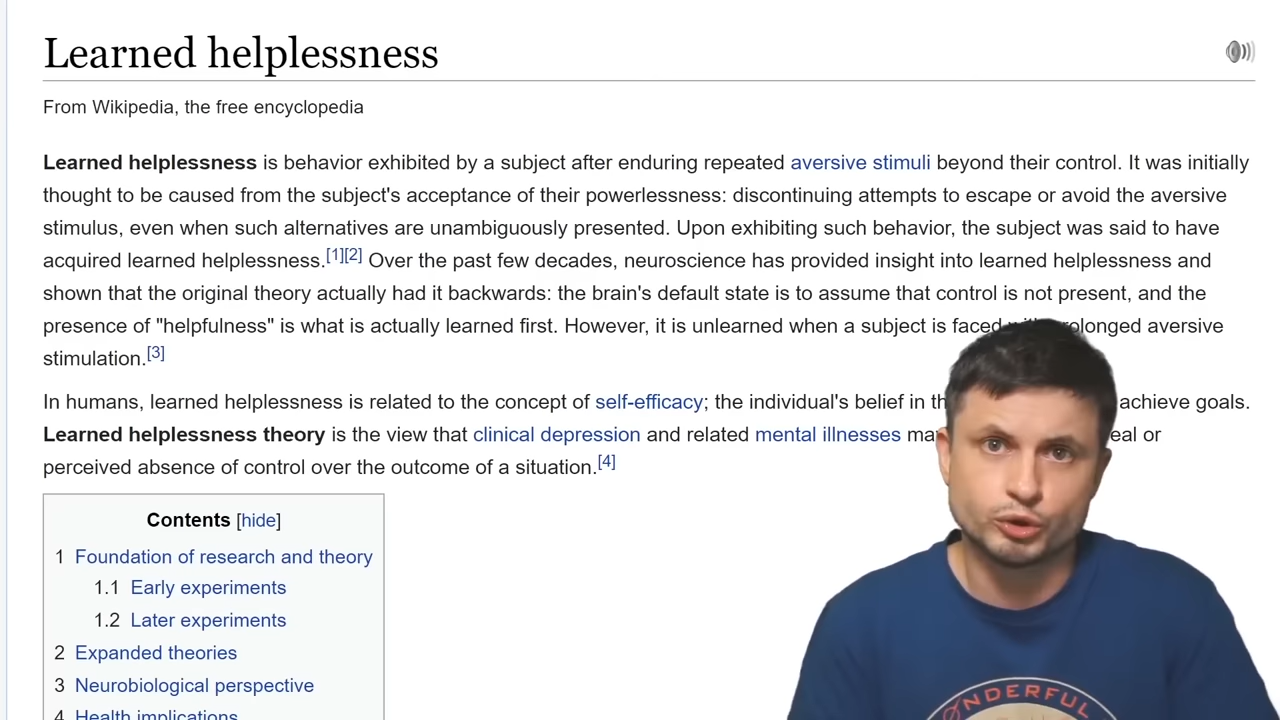 Learned helplessness
From Wikipedia, the free encyclopedia
Learned helplessness is behavior exhibited by a subject after enduring repeated aversive stimuli beyond their control. It was initially
thought to be caused from the subject's acceptance of their powerlessness: discontinuing attempts to escape or avoid the aversive
stimulus, even when such alternatives are unambiguously presented. Upon exhibiting such behavior, the subject was said to have
acquired learned helplessness.[1][2] Over the past few decades, neuroscience has provided insight into learned helplessness and
shown that the original theory actually had it backwards: the brain's default state is to assume that control is not present, and the
presence of "helpfulness" is what is actually learned first. However, it is unlearned when a subject is faced aversive
stimulation.[3]
In humans, learned helplessness is related to the concept of self-efficacy; the individual's belief in achieve goals.
Learned helplessness theory is the view that clinical depression and related mental illnesses or
perceived absence of control over the outcome of a situation.[4]
Contents [hide]
1 Foundation of research and theory
1.1 Early experiments
1.2 Later experiments
2 Expanded theories
3 Neurobiological perspective
4 Health implications